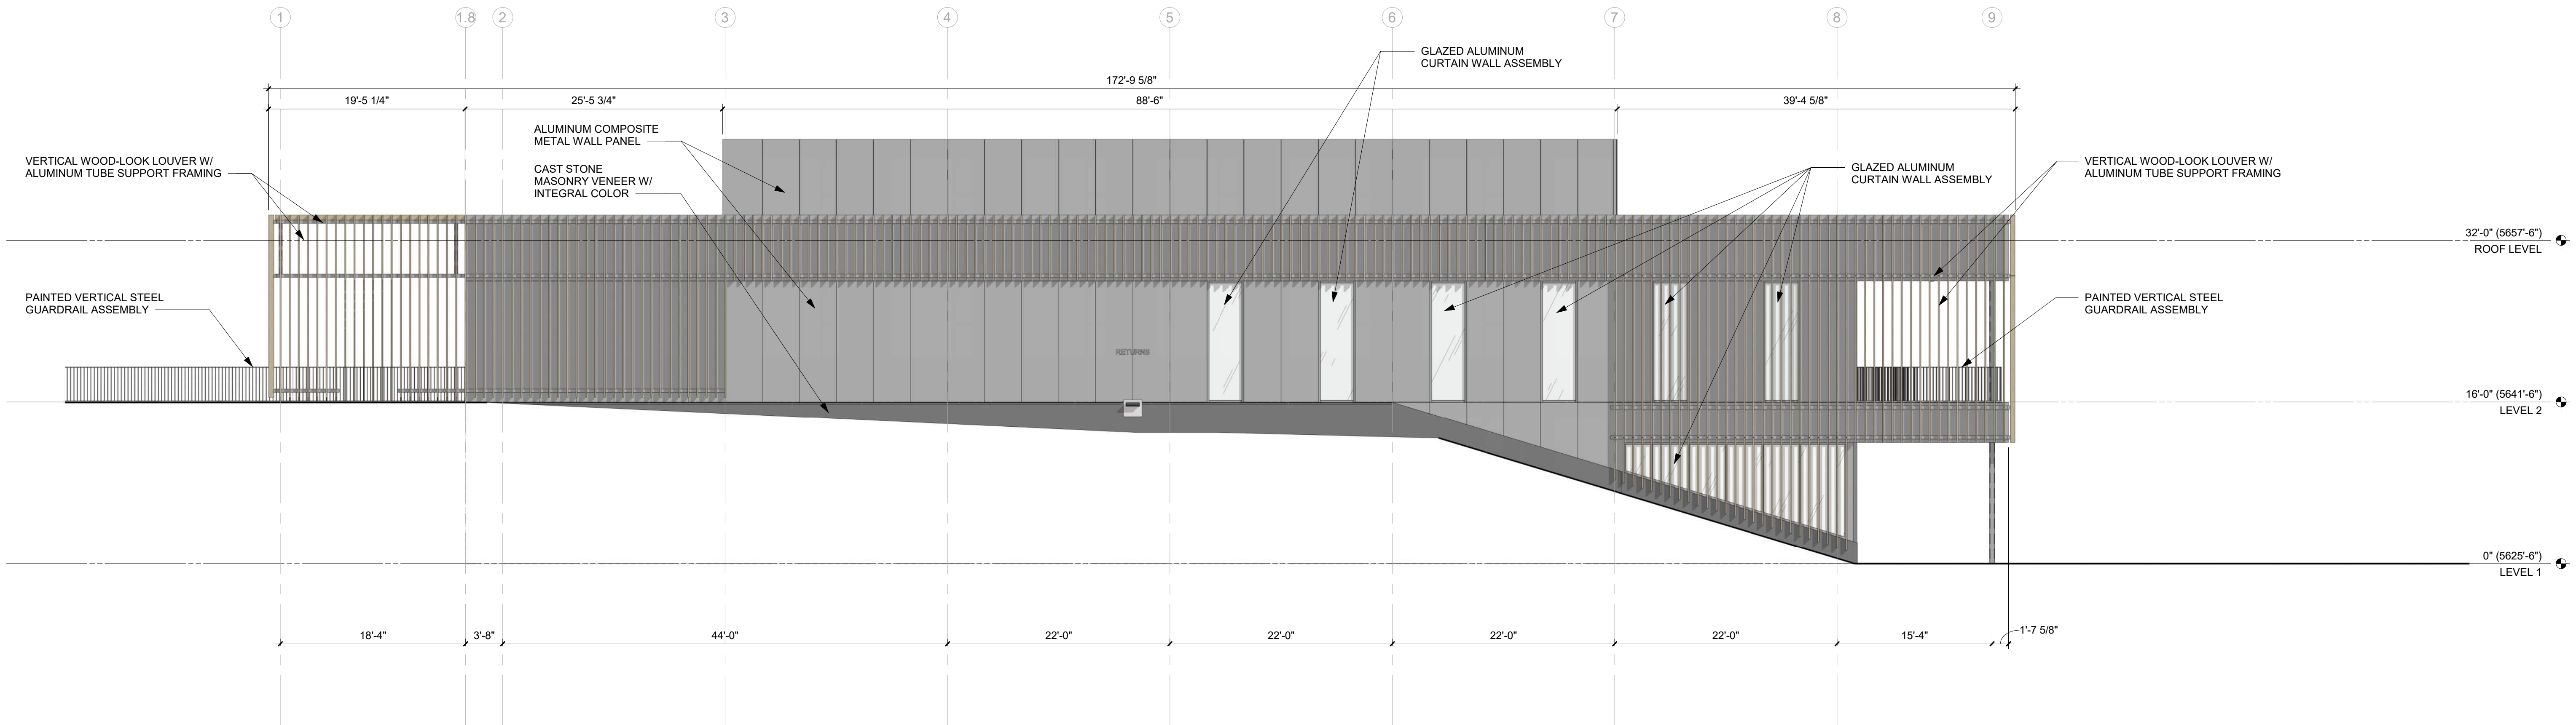 1
1.8
2
3
4
5
6
7
8
9
GLAZED ALUMINUM
CURTAIN WALL ASSEMBLY
172'-9 5/8"
19'-5 1/4"
25'-5 3/4"
88'-6"
39'-4 5/8"
ALUMINUM COMPOSITE
METAL WALL PANEL
CAST STONE
MASONRY VENEER W/
INTEGRAL COLOR
VERTICAL WOOD-LOOK LOUVER W/
ALUMINUM TUBE SUPPORT FRAMING
GLAZED ALUMINUM
CURTAIN WALL ASSEMBLY
VERTICAL WOOD-LOOK LOUVER W/
ALUMINUM TUBE SUPPORT FRAMING
32'-0" (5657'-6")
ROOF LEVEL
PAINTED VERTICAL STEEL
GUARDRAIL ASSEMBLY
PAINTED VERTICAL STEEL
GUARDRAIL ASSEMBLY
RETURNS
16'-0" (5641'-6")
LEVEL 2
0" (5625'-6")
LEVEL 1
18'-4"
3'-8"
44'-0"
22'-0"
22'-0"
22'-0"
22'-0"
15'-4"
1'-7 5/8"